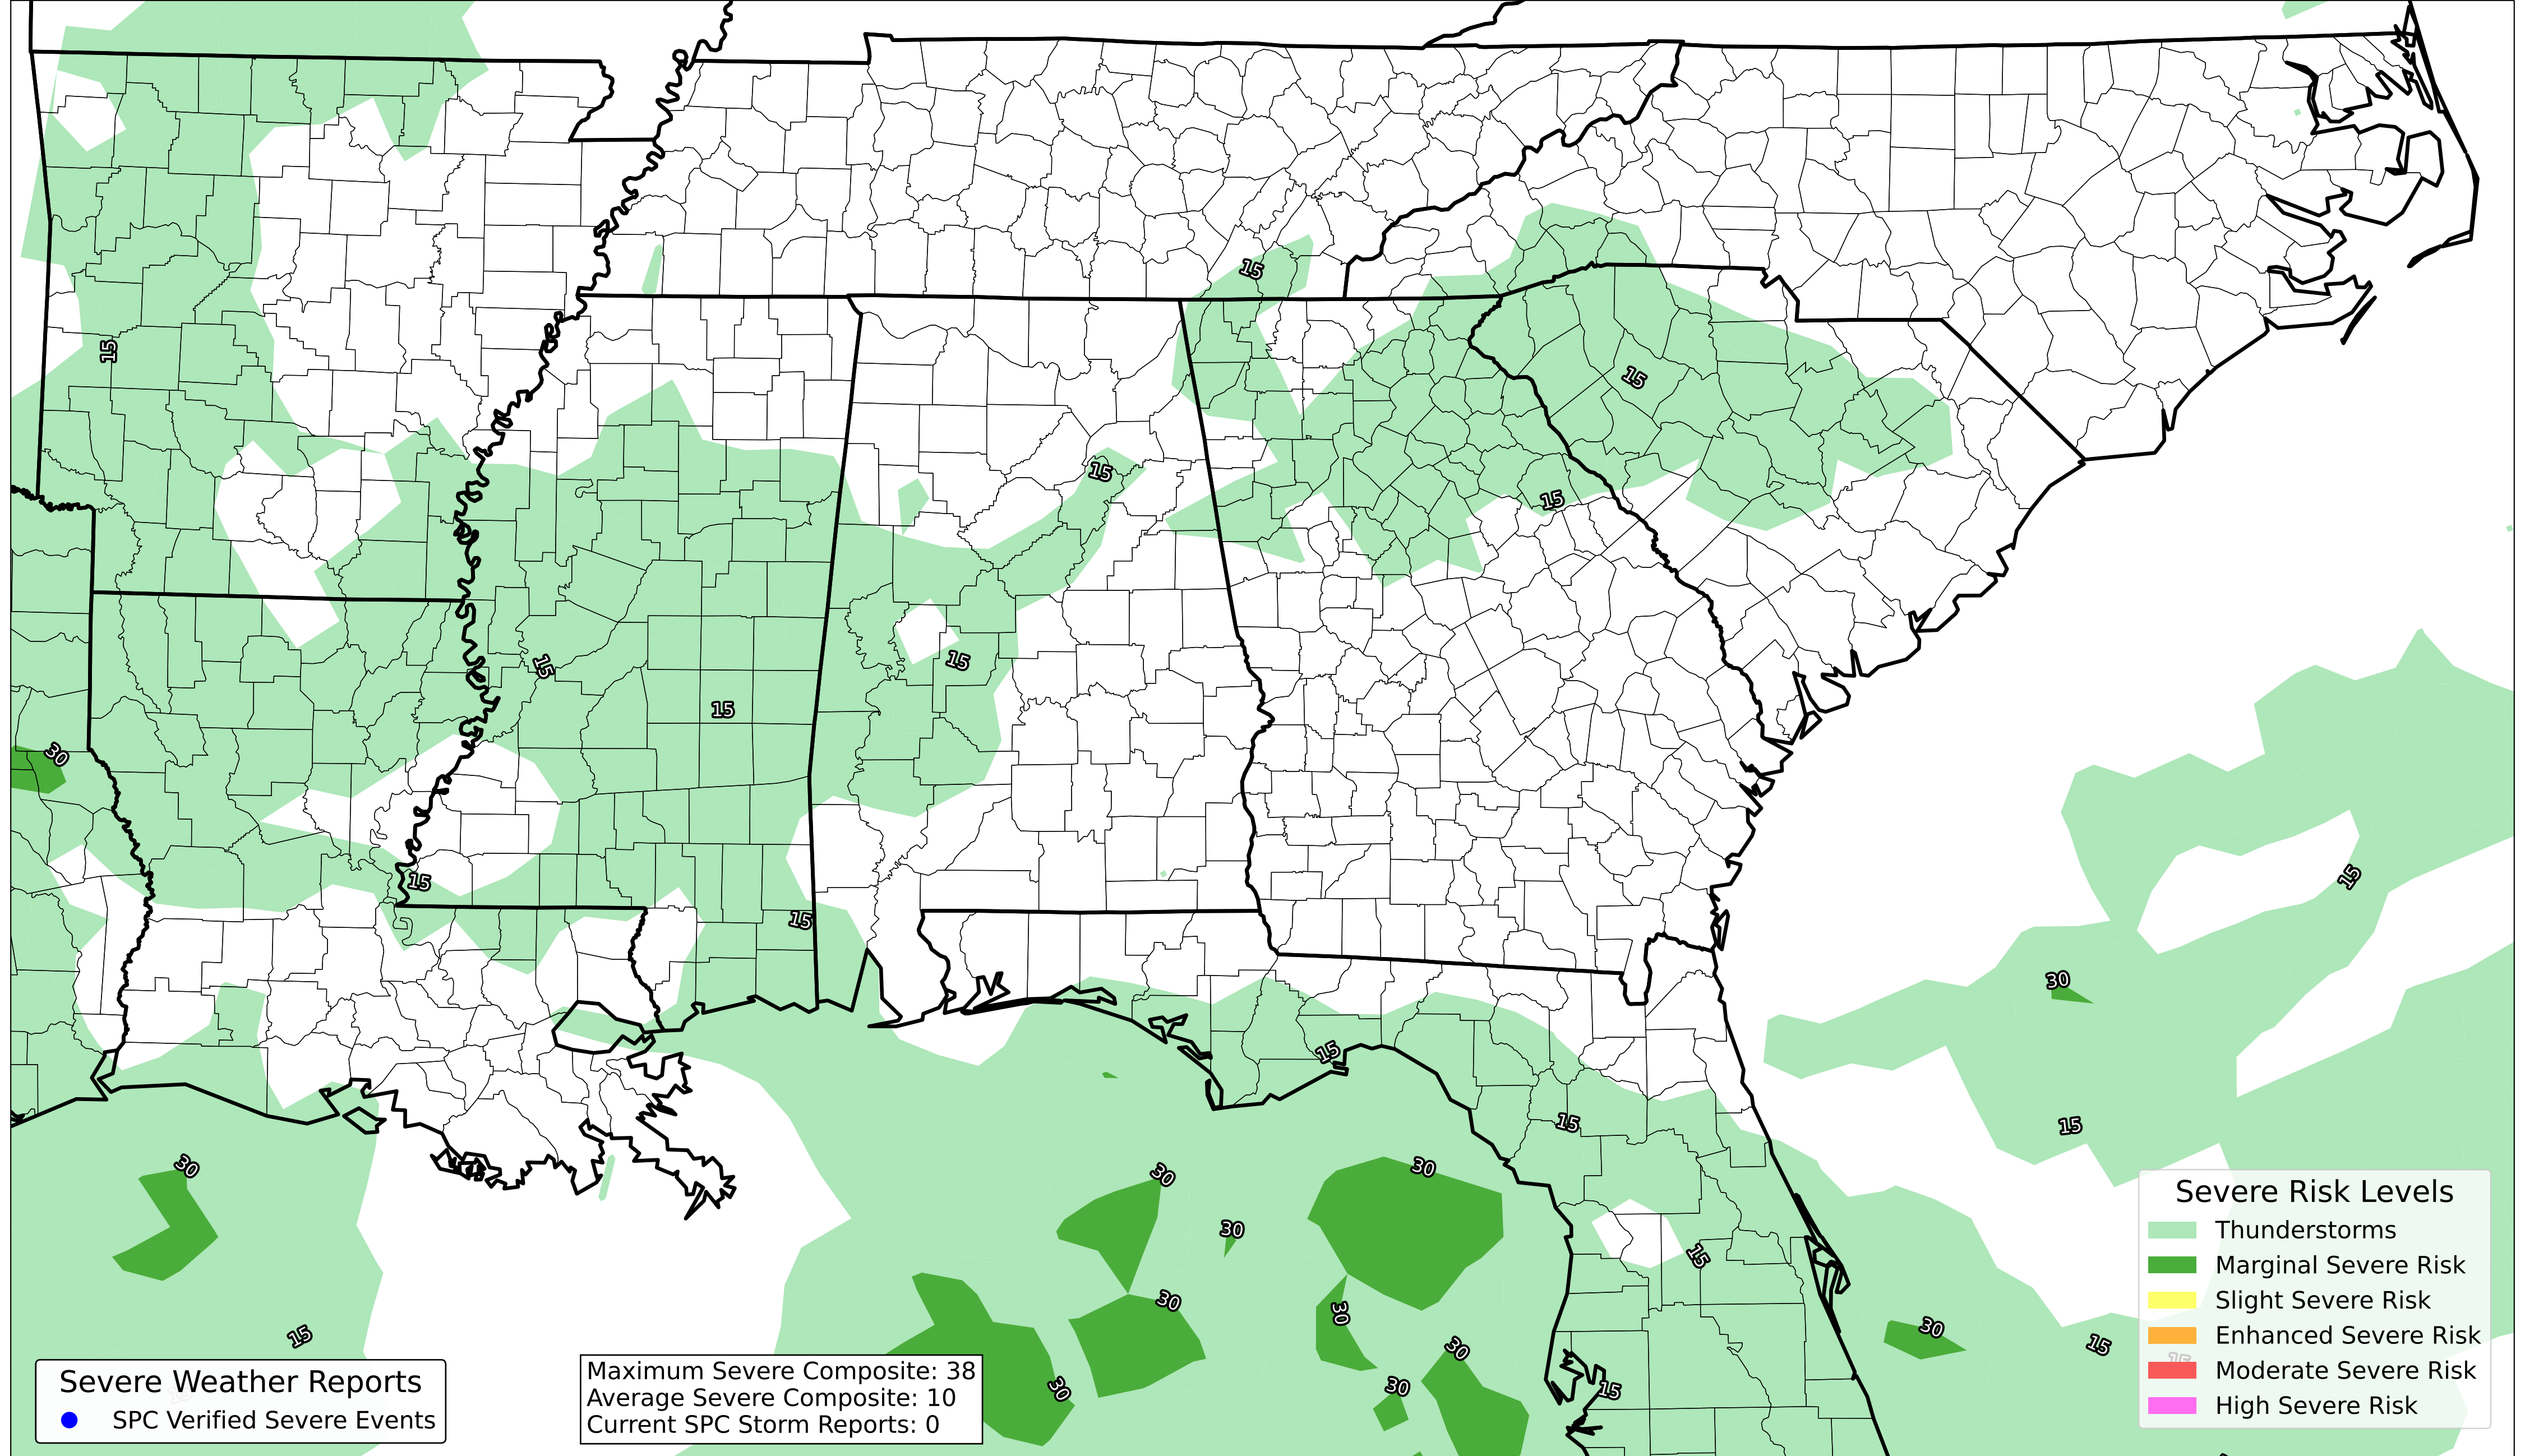 15
15
15
15
15
15
15
30
15
15
15
15
15
30
15
15
15
30
30
30
30
15
30
30
30
15
15
30
30
30
15
15
Severe Risk Levels
Thunderstorms
Marginal Severe Risk
Slight Severe Risk
Enhanced Severe Risk
Moderate Severe Risk
High Severe Risk
Severe Weather Reports
SPC Verified Severe Events
Maximum Severe Composite: 38
Average Severe Composite: 10
Current SPC Storm Reports: 0